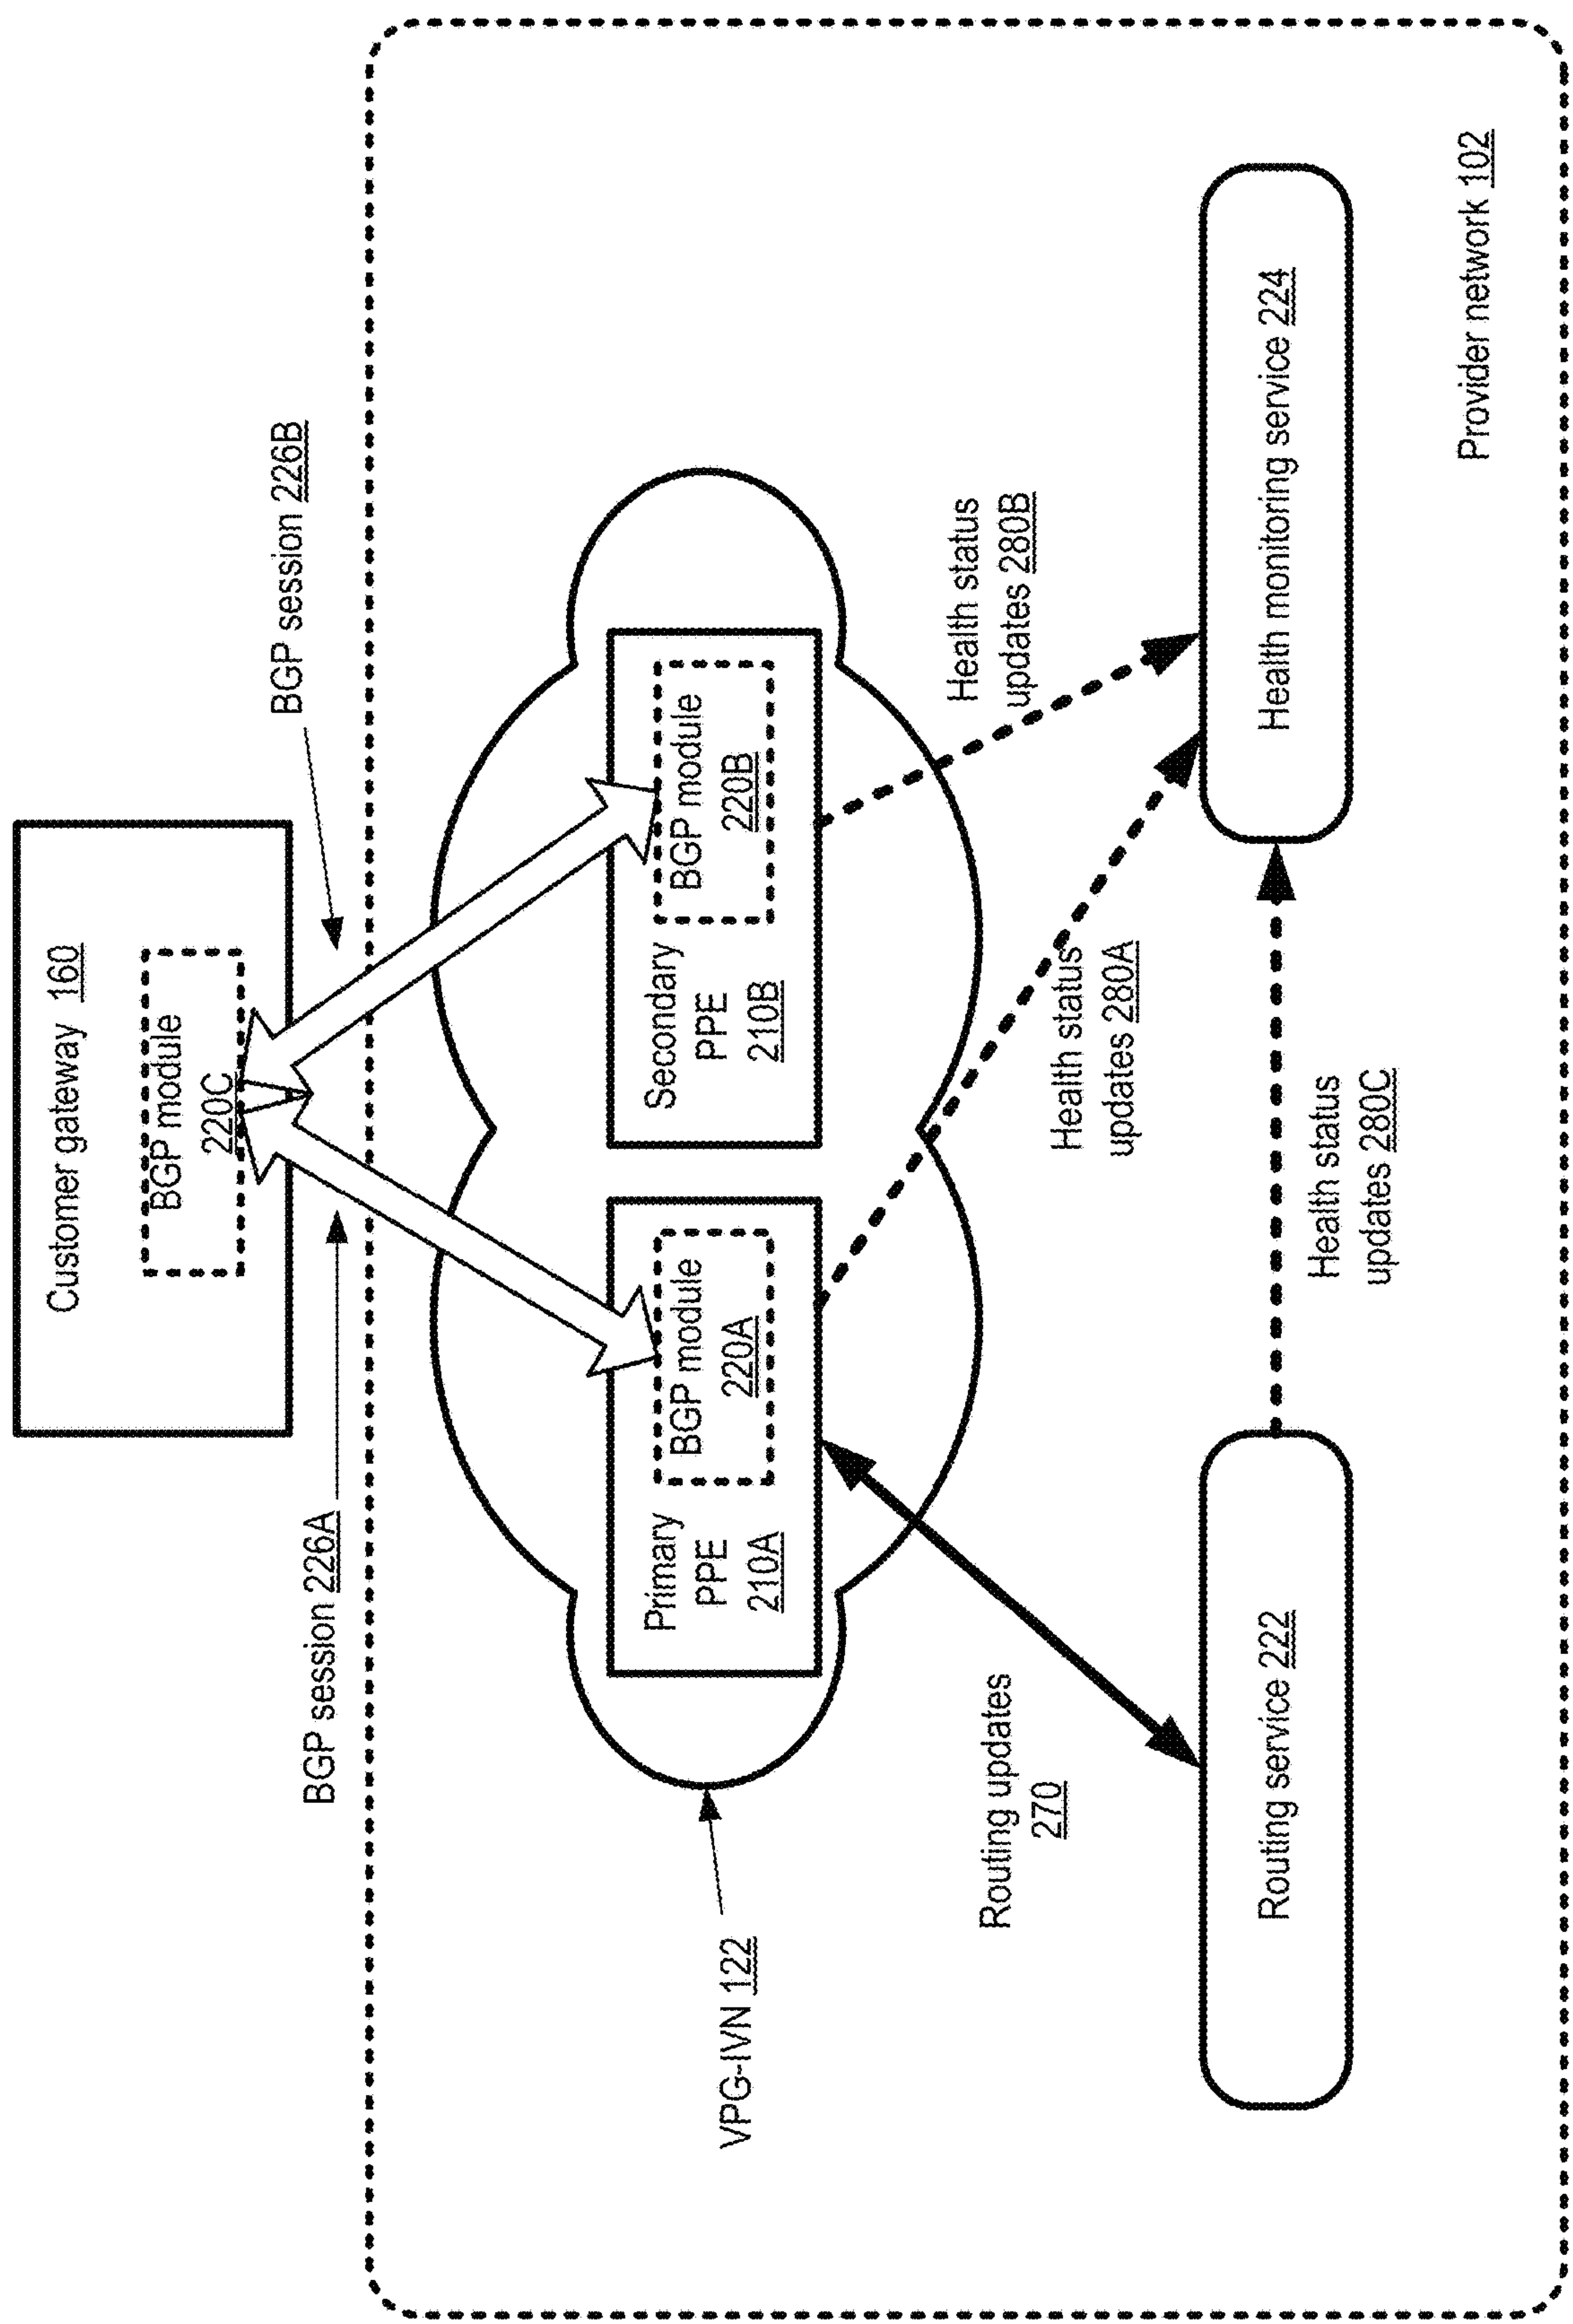 Customer gateway 160
BGP module
220C
BGP session 226A
BGP session 226B
VPG-IVN 122
Primary
PPE
210A
BGP module
220A
Secondary
PPE
210B
BGP module
220B
Routing updates
270
Health status
updates 280A
Health status
updates 280B
Routing service 222
Health status
updates 280C
Health monitoring service 224
Provider network 102